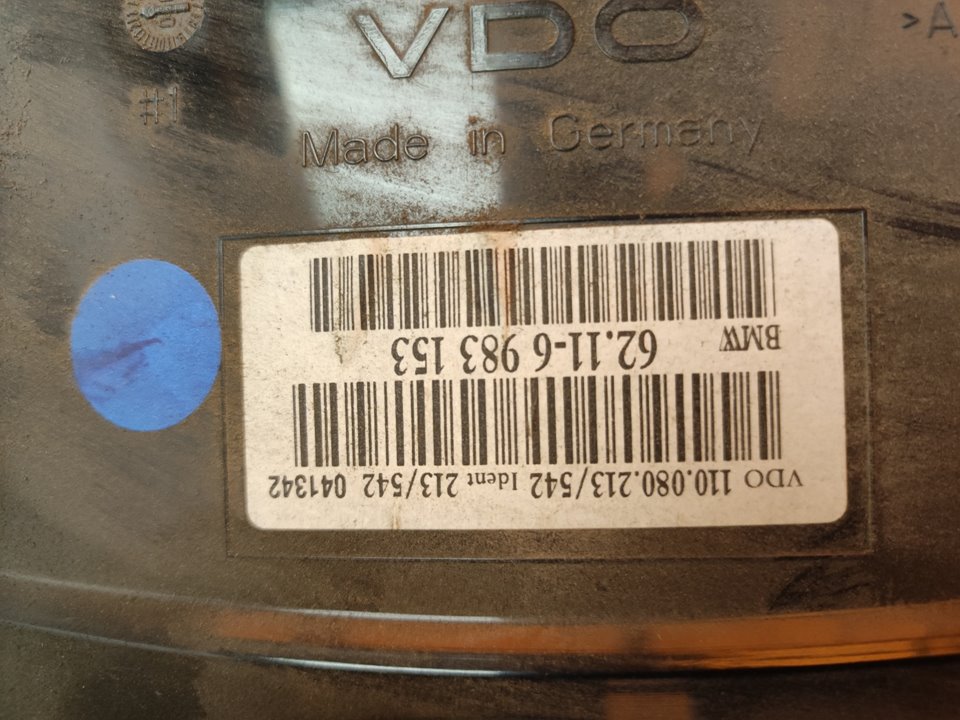 VDO
>A
#1
Made in Germany
VDO 110.080.213/542 Ident 213/542 041342
BMW 62.11-6 983 153